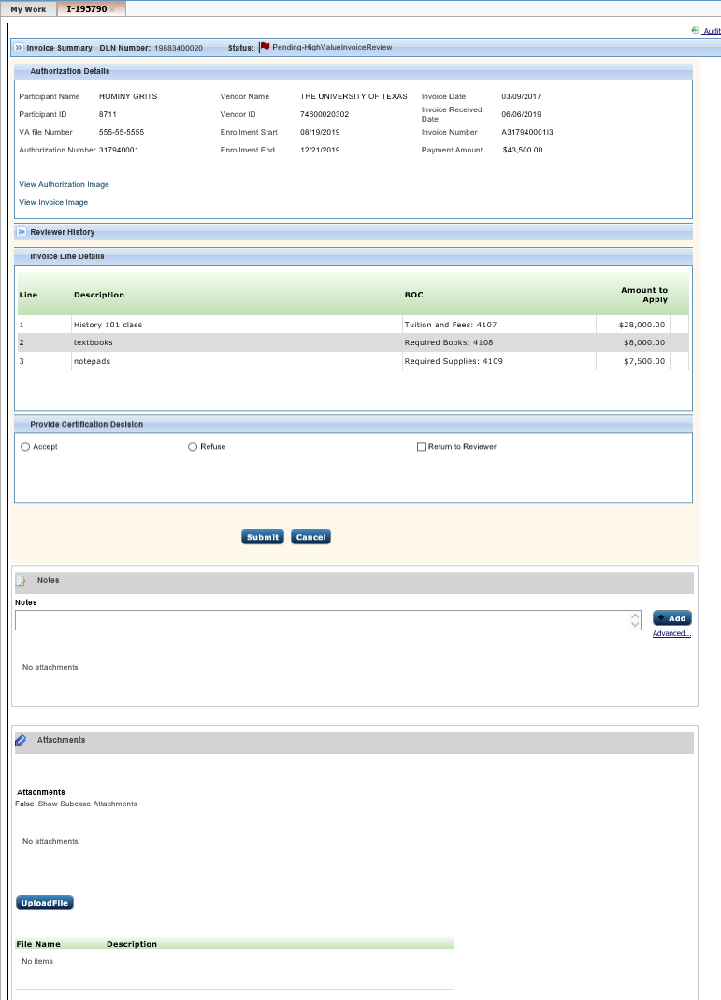 My Work I-195790
Audit
Invoice Summary DLN Number: 19883400020 Status: Pending-HighValueInvoiceReview
Authorization Details
Participant Name HOMINY GRITS Vendor Name THE UNIVERSITY OF TEXAS Invoice Date 03/09/2017
Participant ID 8711 Vendor ID 74600020302 Invoice Received Date 06/06/2019
VA file Number 555-55-5555 Enrollment Start 08/19/2019 Invoice Number A317940001I3
Authorization Number 317940001 Enrollment End 12/21/2019 Payment Amount $43,500.00
View Authorization Image
View Invoice Image
Reviewer History
Invoice Line Details
Line Description BOC Amount to Apply
1 History 101 class Tuition and Fees: 4107 $28,000.00
2 textbooks Required Books: 4108 $8,000.00
3 notepads Required Supplies: 4109 $7,500.00
Provide Certification Decision
Accept Refuse Return to Reviewer
Submit Cancel
Notes
Notes
+ Add
Advanced...
No attachments
Attachments
Attachments
False Show Subcase Attachments
No attachments
UploadFile
File Name Description
No items